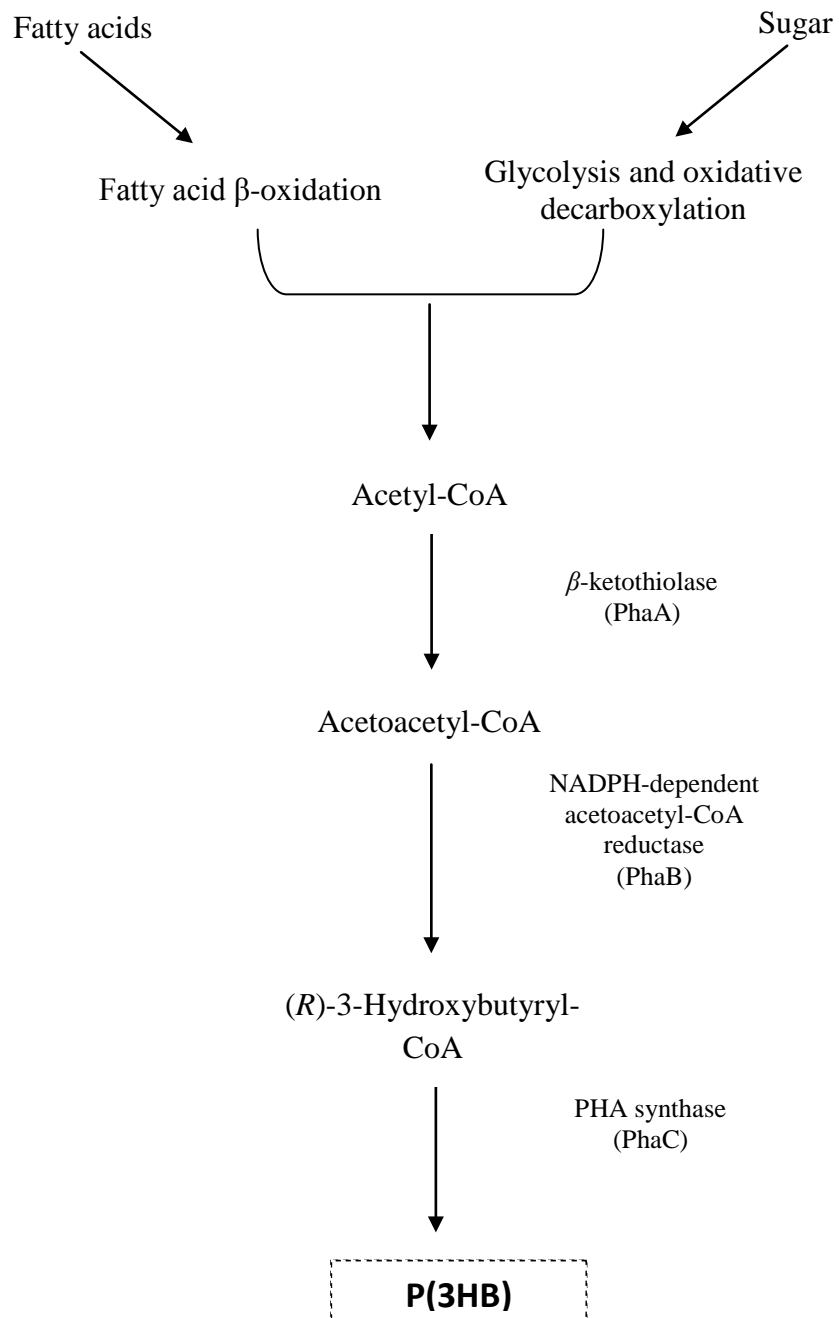 Fatty acids
Sugar
Fatty acid β-oxidation
Glycolysis and oxidative
decarboxylation
Acetyl-CoA
β-ketothiolase
(PhaA)
Acetoacetyl-CoA
NADPH-dependent
acetoacetyl-CoA
reductase
(PhaB)
(R)-3-Hydroxybutyryl-
CoA
PHA synthase
(PhaC)
P(3HB)